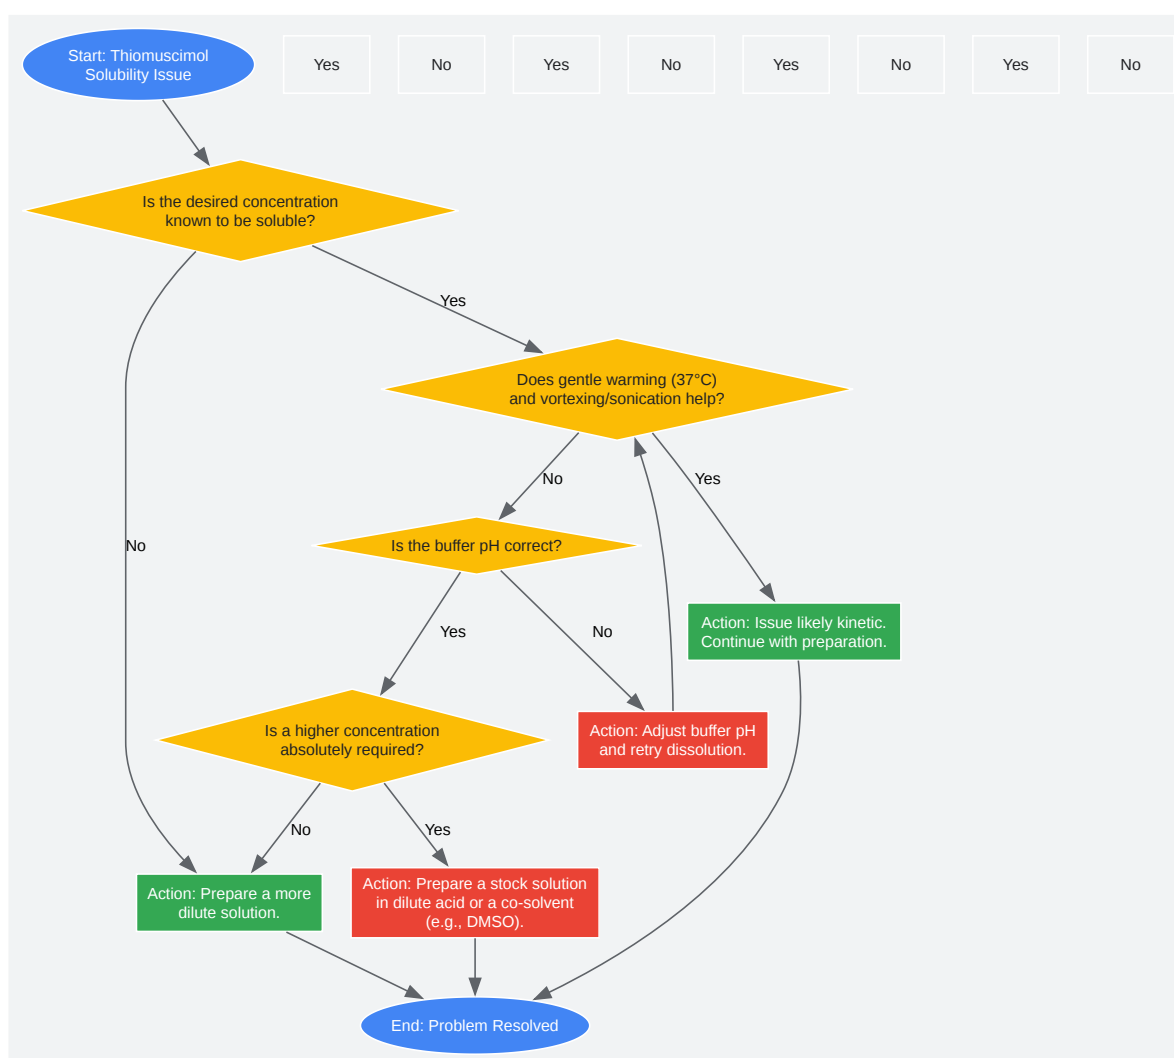 Start: Thiomuscimol
Solubility Issue
Yes
No
Yes
No
Yes
No
Yes
No
Is the desired concentration
known to be soluble?
Yes
Does gentle warming (37°C)
and vortexing/sonication help?
No
Yes
No
Is the buffer pH correct?
Yes
No
Action: Issue likely kinetic.
Continue with preparation.
Is a higher concentration
absolutely required?
Action: Adjust buffer pH
and retry dissolution.
No
Yes
Action: Prepare a more
dilute solution.
Action: Prepare a stock solution
in dilute acid or a co-solvent
(e.g., DMSO).
End: Problem Resolved